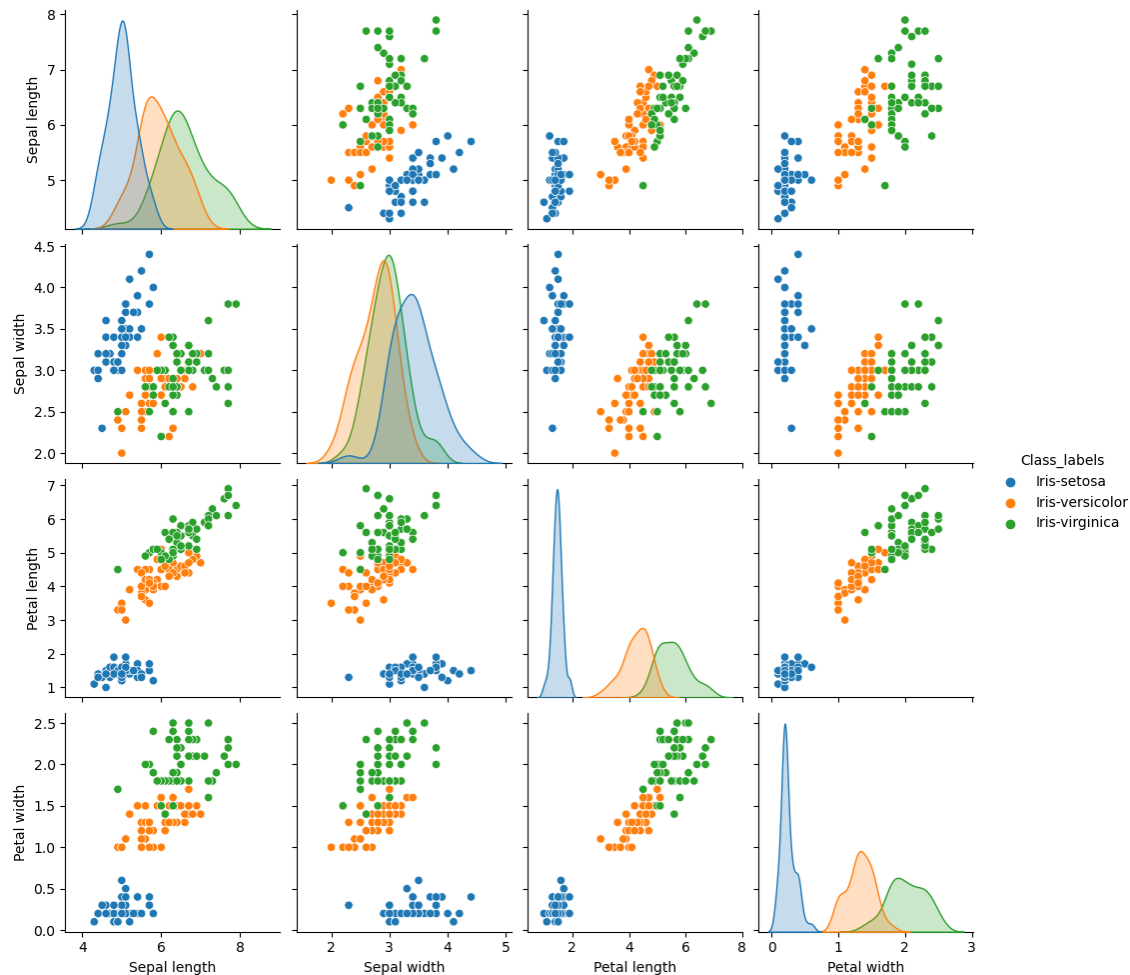 8
7
6
5
Sepal length
4.5
4.0
3.5
3.0
2.5
2.0
Sepal width
Class_labels
Iris-setosa
Iris-versicolor
Iris-virginica
7
6
5
4
3
2
1
Petal length
2.5
2.0
1.5
1.0
0.5
0.0
Petal width
4 6 8
2 3 4 5
2 4 6 8
0 1 2 3
Sepal length
Sepal width
Petal length
Petal width